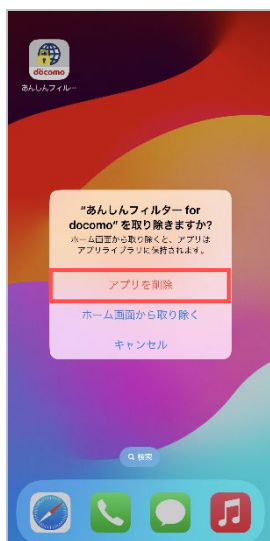 döcomo
あんしんフィルー
"あんしんフィルター for
docomo"を取り除きますか?
ホーム画面から取り除くと、アプリは
アプリライブラリに保持されます。
アプリを削除
ホーム画面から取り除く
キャンセル
検索